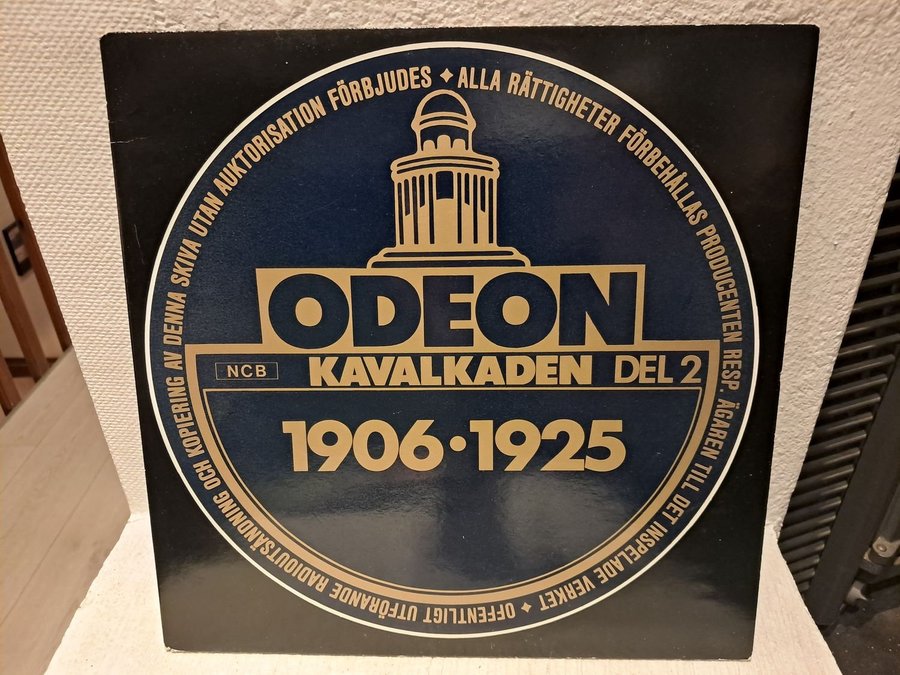 ALLA RÄTTIGHETER FÖRBEHÅLLAS PRODUCENTEN RESP. ÄGAREN TILL DET INSPELADE VERKET ✦ OFFENTLIGT UTFÖRANDE RADIOUTSÄNDNING OCH KOPIERING AV DENNA SKIVA UTAN AUKTORISATION FÖRBJUDES ✦
ODEON
NCB KAVALKADEN DEL 2
1906·1925